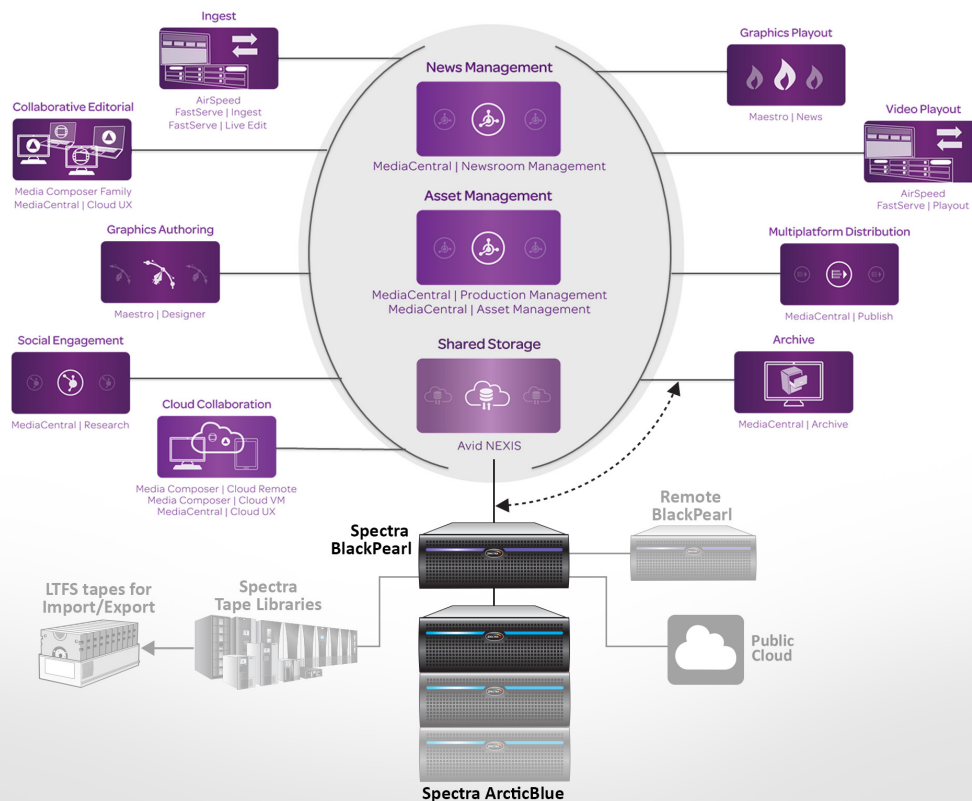 Ingest
AirSpeed
FastServe | Ingest
FastServe | Live Edit
Collaborative Editorial
Media Composer Family
MediaCentral | Cloud UX
Graphics Authoring
Maestro | Designer
Social Engagement
MediaCentral | Research
Cloud Collaboration
Media Composer | Cloud Remote
Media Composer | Cloud VM
MediaCentral | Cloud UX
News Management
MediaCentral | Newsroom Management
Asset Management
MediaCentral | Production Management
MediaCentral | Asset Management
Shared Storage
Avid NEXIS
Graphics Playout
Maestro | News
Video Playout
AirSpeed
FastServe | Playout
Multiplatform Distribution
MediaCentral | Publish
Archive
MediaCentral | Archive
Spectra
BlackPearl
Remote
BlackPearl
LTFS tapes for
Import/Export
Spectra
Tape Libraries
Public
Cloud
Spectra ArcticBlue